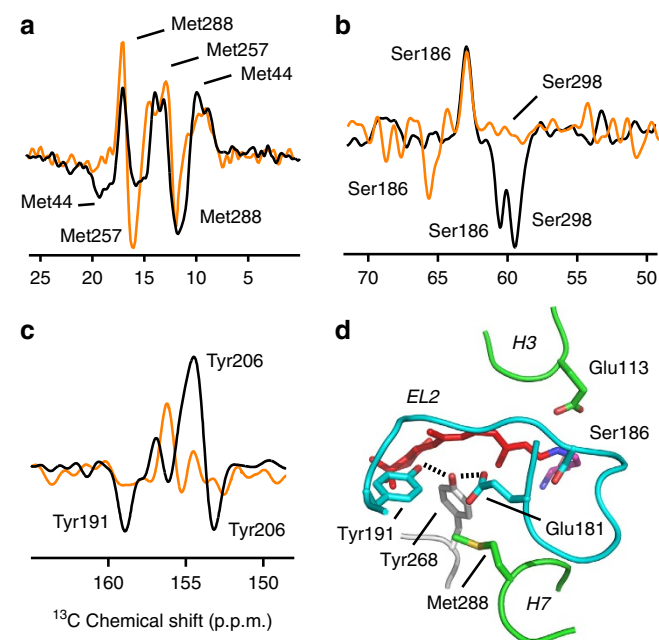 a
Met288
Met257
Met44
Met44
Met257
Met288
25 20 15 10 5
b
Ser186
Ser298
Ser186
Ser186
Ser298
70 65 60 55 50
c
Tyr206
Tyr191
Tyr206
160 155 150
¹³C Chemical shift (p.p.m.)
d
H3
Glu113
EL2
Ser186
Tyr191
Glu181
Tyr268
Met288
H7